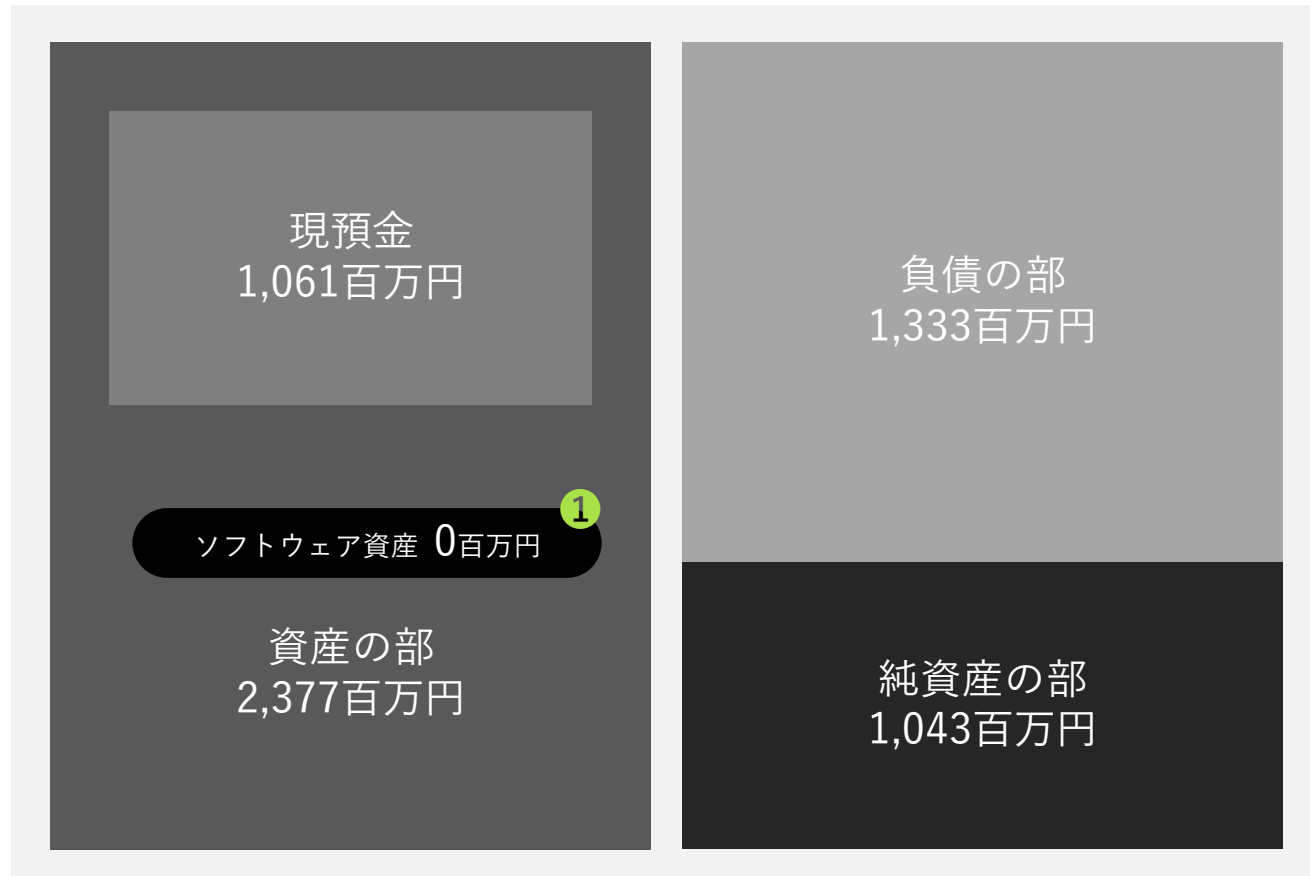 現預金
1,061百万円
1
ソフトウェア資産 0百万円
資産の部
2,377百万円
負債の部
1,333百万円
純資産の部
1,043百万円